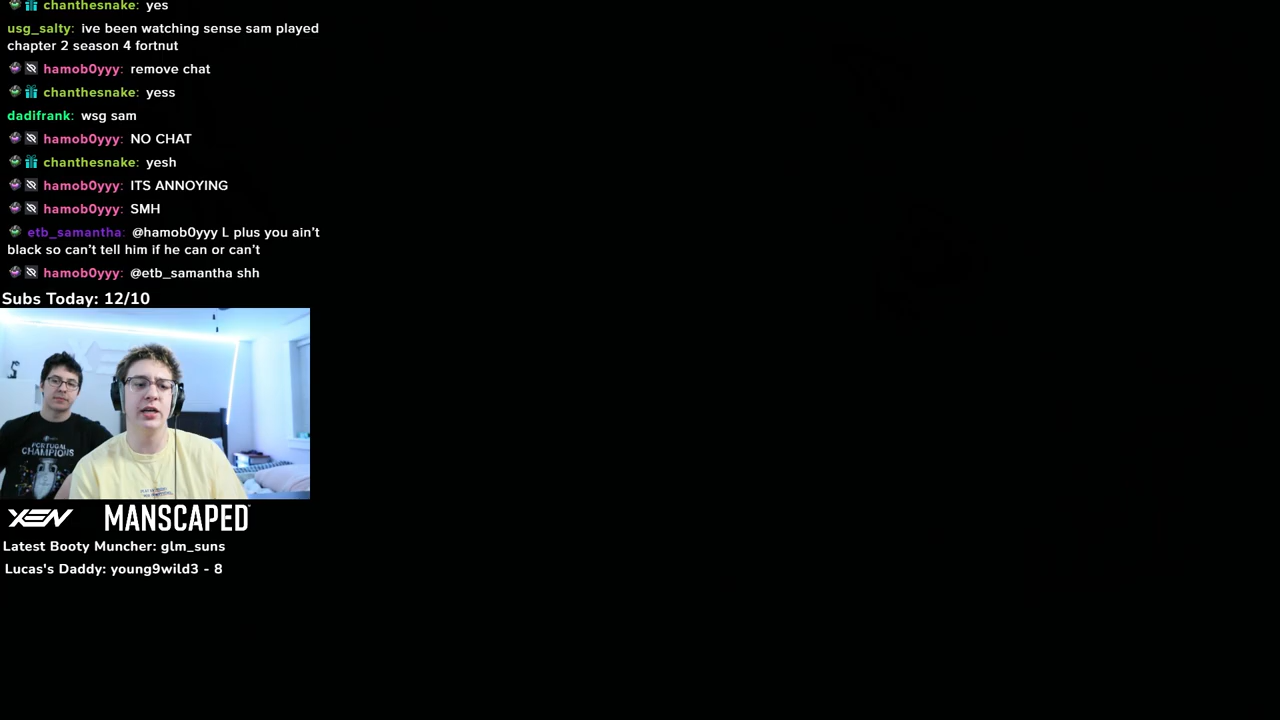 chanthesnake: yes
usg_salty: ive been watching sense sam played
chapter 2 season 4 fortnut
hamob0yyy: remove chat
chanthesnake: yess
dadifrank: wsg sam
hamob0yyy: NO CHAT
chanthesnake: yesh
hamob0yyy: ITS ANNOYING
hamob0yyy: SMH
etb_samantha: @hamob0yyy L plus you ain't
black so can't tell him if he can or can't
hamob0yyy: @etb_samantha shh
Subs Today: 12/10
PORTUGAL
CHAMPIONS
XEN MANSCAPED
Latest Booty Muncher: glm_suns
Lucas's Daddy: young9wild3 - 8